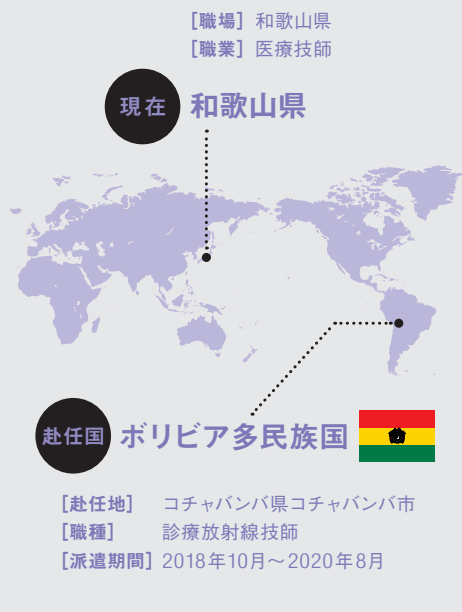 [職場] 和歌山県
[職業] 医療技師
現在 和歌山県
赴任国 ボリビア多民族国
[赴任地] コチャバンバ県コチャバンバ市
[職種] 診療放射線技師
[派遣期間] 2018年10月～2020年8月